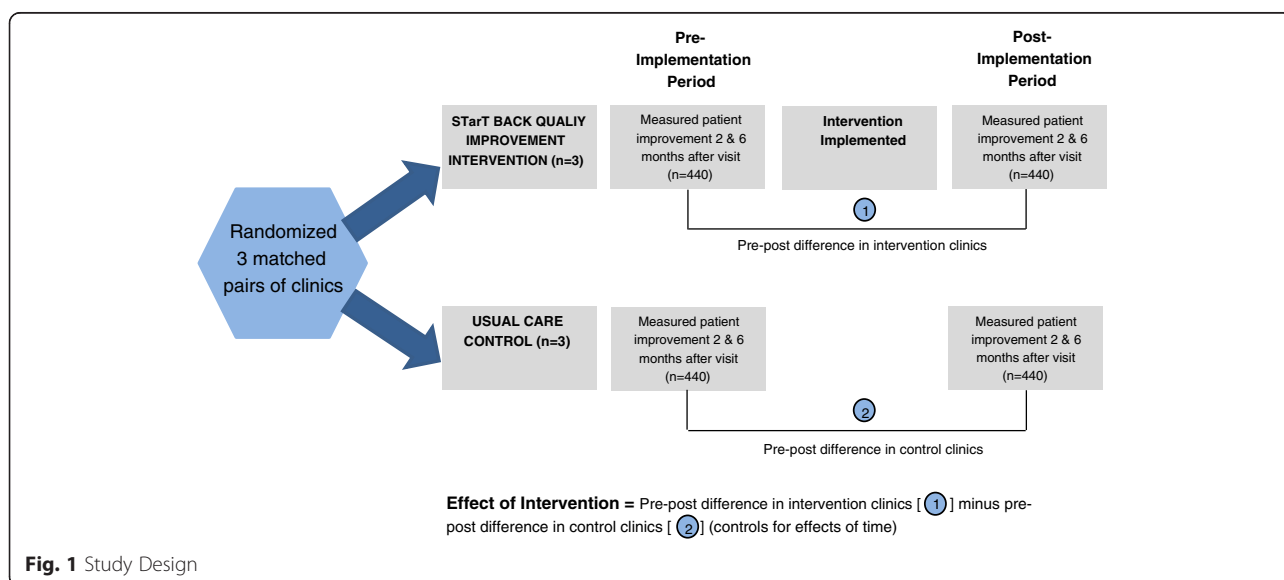 Pre-
Implementation
Period
Post-
Implementation
Period
STarT BACK QUALIY
IMPROVEMENT
INTERVENTION (n=3)
Measured patient
improvement 2 & 6
months after visit
(n=440)
Intervention
Implemented
Measured patient
improvement 2 & 6
months after visit
(n=440)
1
Pre-post difference in intervention clinics
Randomized
3 matched
pairs of clinics
USUAL CARE
CONTROL (n=3)
Measured patient
improvement 2 & 6
months after visit
(n=440)
Measured patient
improvement 2 & 6
months after visit
(n=440)
2
Pre-post difference in control clinics
Effect of Intervention = Pre-post difference in intervention clinics [ 1 ] minus pre-
post difference in control clinics [ 2 ] (controls for effects of time)
Fig. 1 Study Design